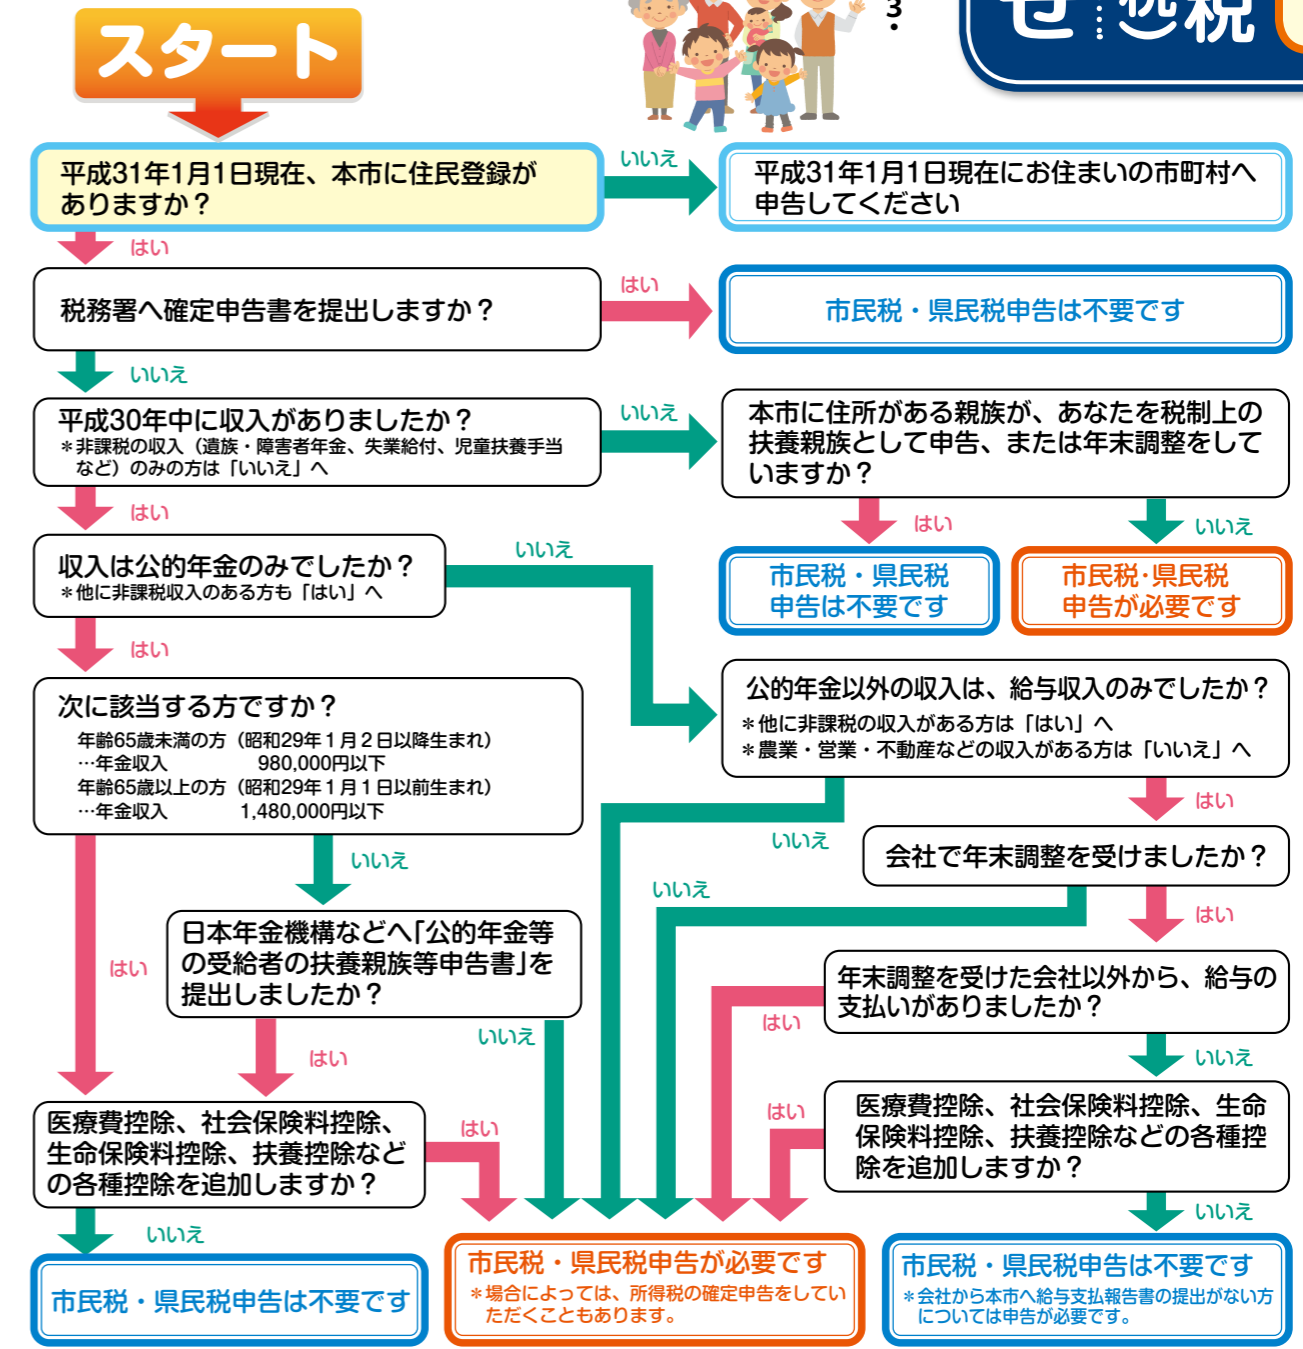 3.
せ
税
スタート
平成31年1月1日現在、本市に住民登録が
ありますか？
いいえ
平成31年1月1日現在にお住まいの市町村へ
申告してください
はい
税務署へ確定申告書を提出しますか？
はい
市民税・県民税申告は不要です
いいえ
平成30年中に収入がありましたか？
＊非課税の収入（遺族・障害者年金、失業給付、児童扶養手当
など）のみの方は「いいえ」へ
いいえ
本市に住所がある親族が、あなたを税制上の
扶養親族として申告、または年末調整をして
いますか？
はい
はい
いいえ
市民税・県民税
申告は不要です
市民税・県民税
申告が必要です
収入は公的年金のみでしたか？
＊他に非課税収入のある方も「はい」へ
いいえ
はい
公的年金以外の収入は、給与収入のみでしたか？
＊他に非課税の収入がある方は「はい」へ
＊農業・営業・不動産などの収入がある方は「いいえ」へ
次に該当する方ですか？
年齢65歳未満の方（昭和29年１月２日以降生まれ）
…年金収入 980,000円以下
年齢65歳以上の方（昭和29年１月１日以前生まれ）
…年金収入 1,480,000円以下
はい
いいえ
会社で年末調整を受けましたか？
いいえ
いいえ
はい
日本年金機構などへ「公的年金等
の受給者の扶養親族等申告書」を
提出しましたか？
はい
年末調整を受けた会社以外から、給与の
支払いがありましたか？
はい
いいえ
はい
いいえ
医療費控除、社会保険料控除、
生命保険料控除、扶養控除など
の各種控除を追加しますか？
はい
医療費控除、社会保険料控除、生命
保険料控除、扶養控除などの各種控
除を追加しますか？
はい
いいえ
いいえ
市民税・県民税申告は不要です
市民税・県民税申告が必要です
＊場合によっては、所得税の確定申告をしてい
ただくこともあります。
市民税・県民税申告は不要です
＊会社から本市へ給与支払報告書の提出がない方
については申告が必要です。